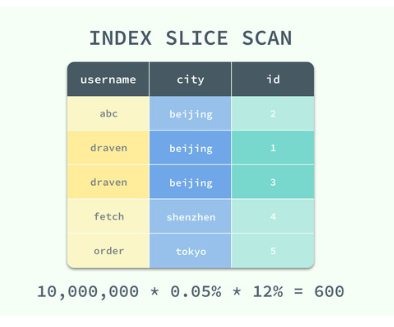 INDEX SLICE SCAN
username city id
abc beijing 2
draven beijing 1
draven beijing 3
fetch shenzhen 4
order tokyo 5
10,000,000 * 0.05% * 12% = 600